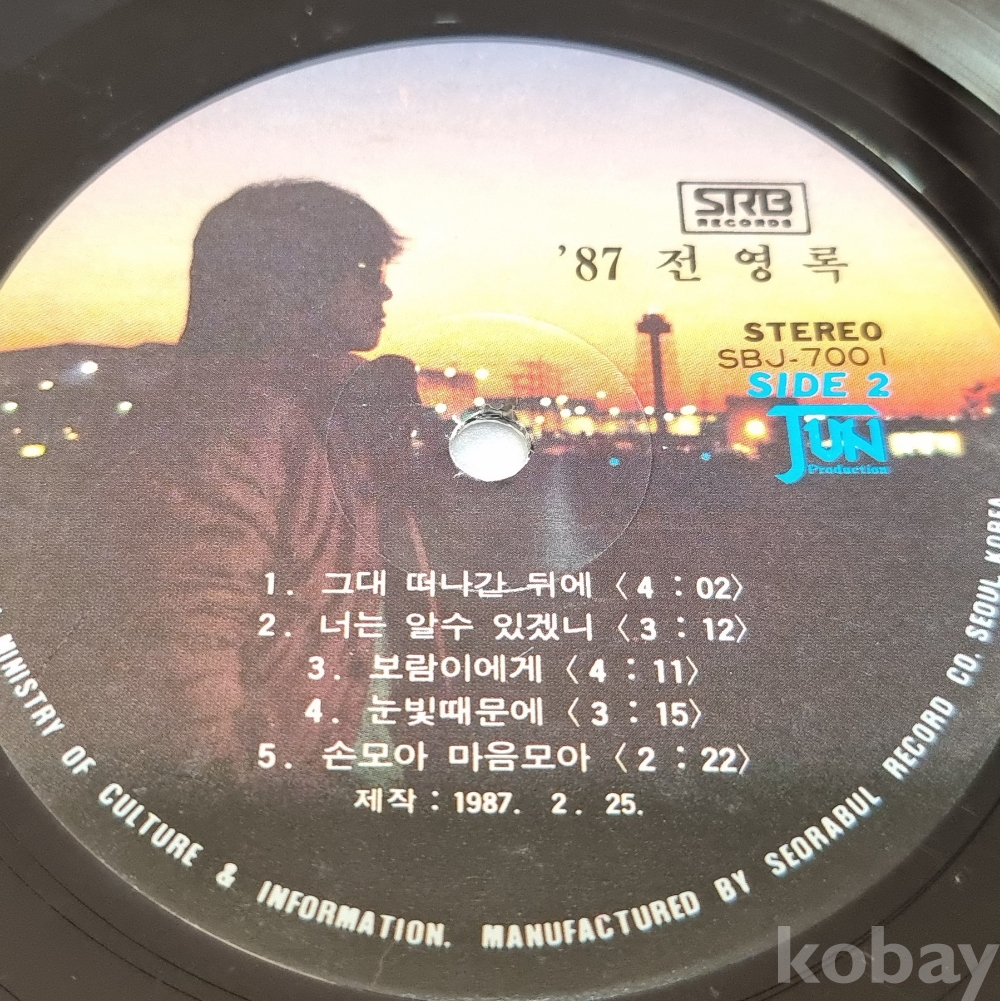 SRB
RECORDS
'87 전영록
STEREO
SBJ-7001
SIDE 2
JUN
Production
1. 그대 떠나간 뒤에 〈4 : 02〉
2. 너는 알수 있겠니 〈3 : 12〉
3. 보람이에게 〈4 : 11〉
4. 눈빛때문에 〈3 : 15〉
5. 손모아 마음모아 〈2 : 22〉
제작 : 1987. 2. 25.
MINISTRY OF CULTURE & INFORMATION. MANUFACTURED BY SEORABUL RECORD CO. SEOUL KOREA
kobay